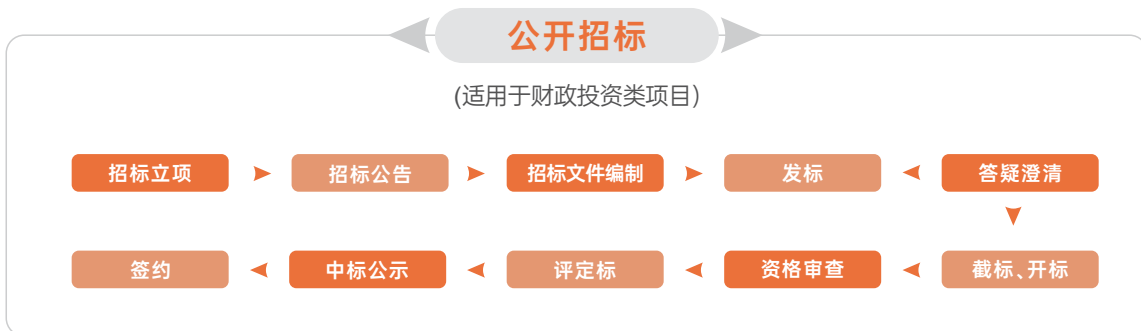 公开招标
(适用于财政投资类项目)
招标立项 招标公告 招标文件编制 发标 答疑澄清
签约 中标公示 评定标 资格审查 截标、开标